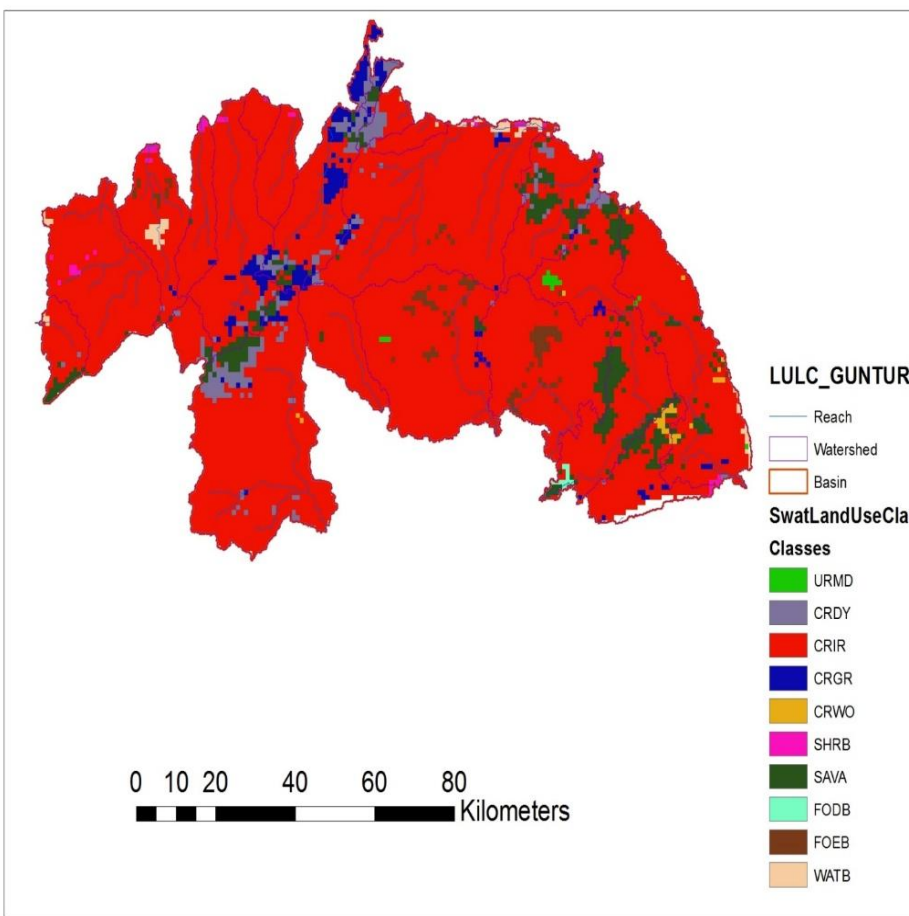 LULC_GUNTUR
Reach
Watershed
Basin
SwatLandUseCla
Classes
URMD
CRDY
CRIR
CRGR
CRWO
SHRB
SAVA
FODB
FOEB
WATB
0 10 20 40 60 80
Kilometers